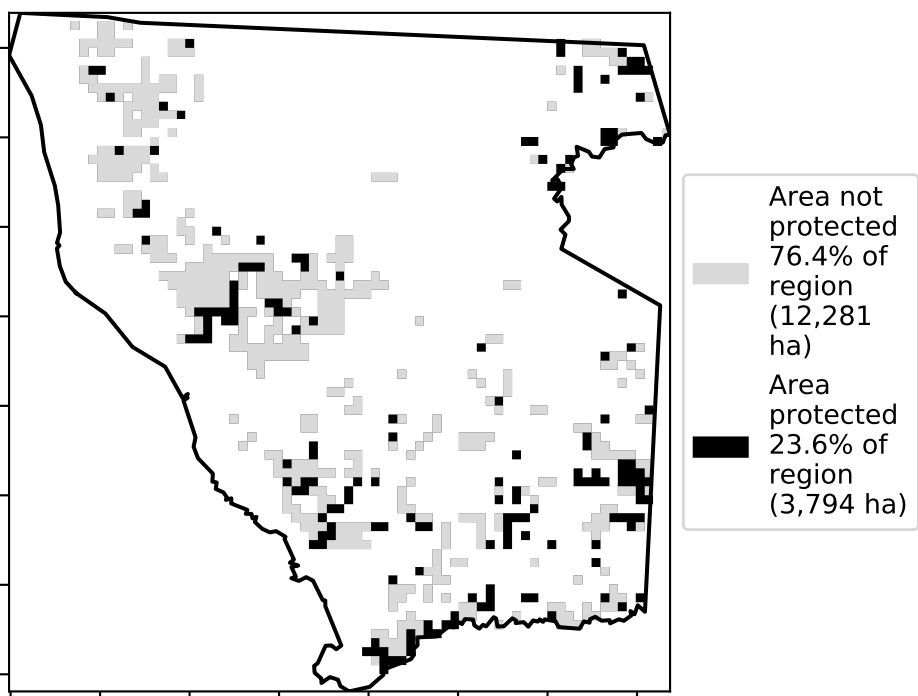 Area not
protected
76.4% of
region
(12,281
ha)
Area
protected
23.6% of
region
(3,794 ha)